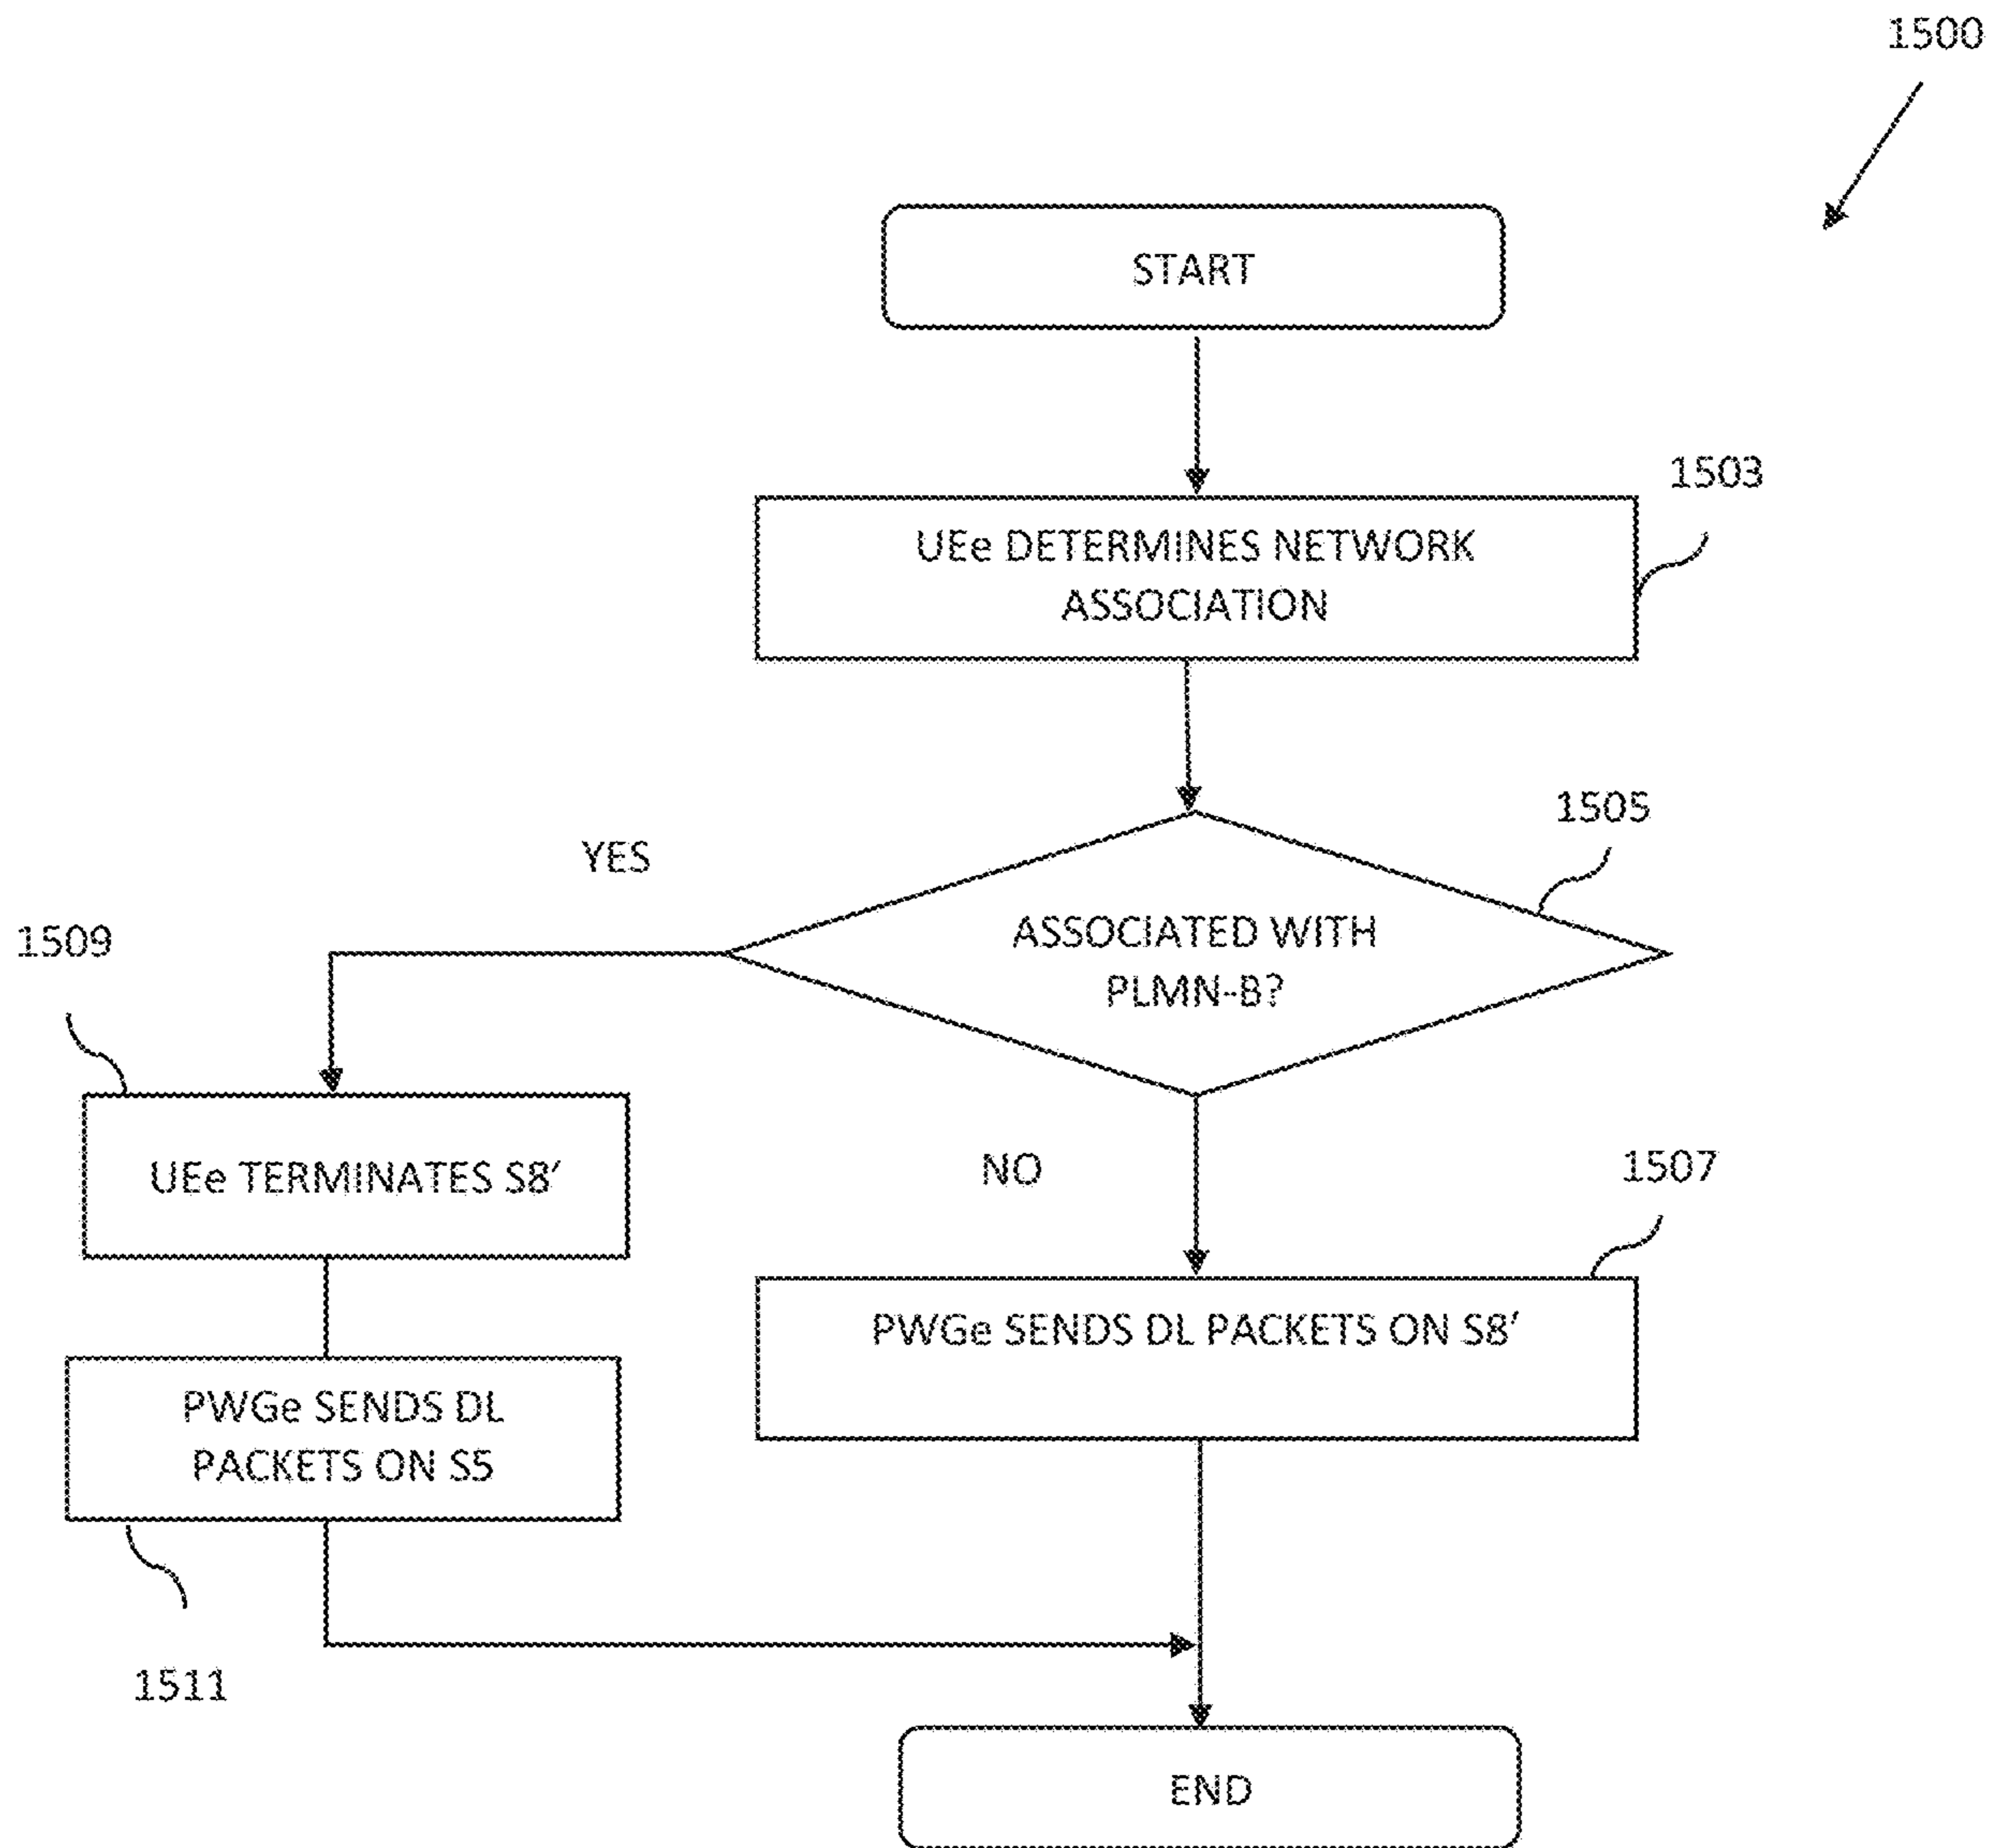 1500
START
1503
UEe DETERMINES NETWORK
ASSOCIATION
1505
YES
ASSOCIATED WITH
PLMN-B?
1509
UEe TERMINATES S8'
NO
1507
PWGe SENDS DL PACKETS ON S8'
PWGe SENDS DL
PACKETS ON S5
1511
END